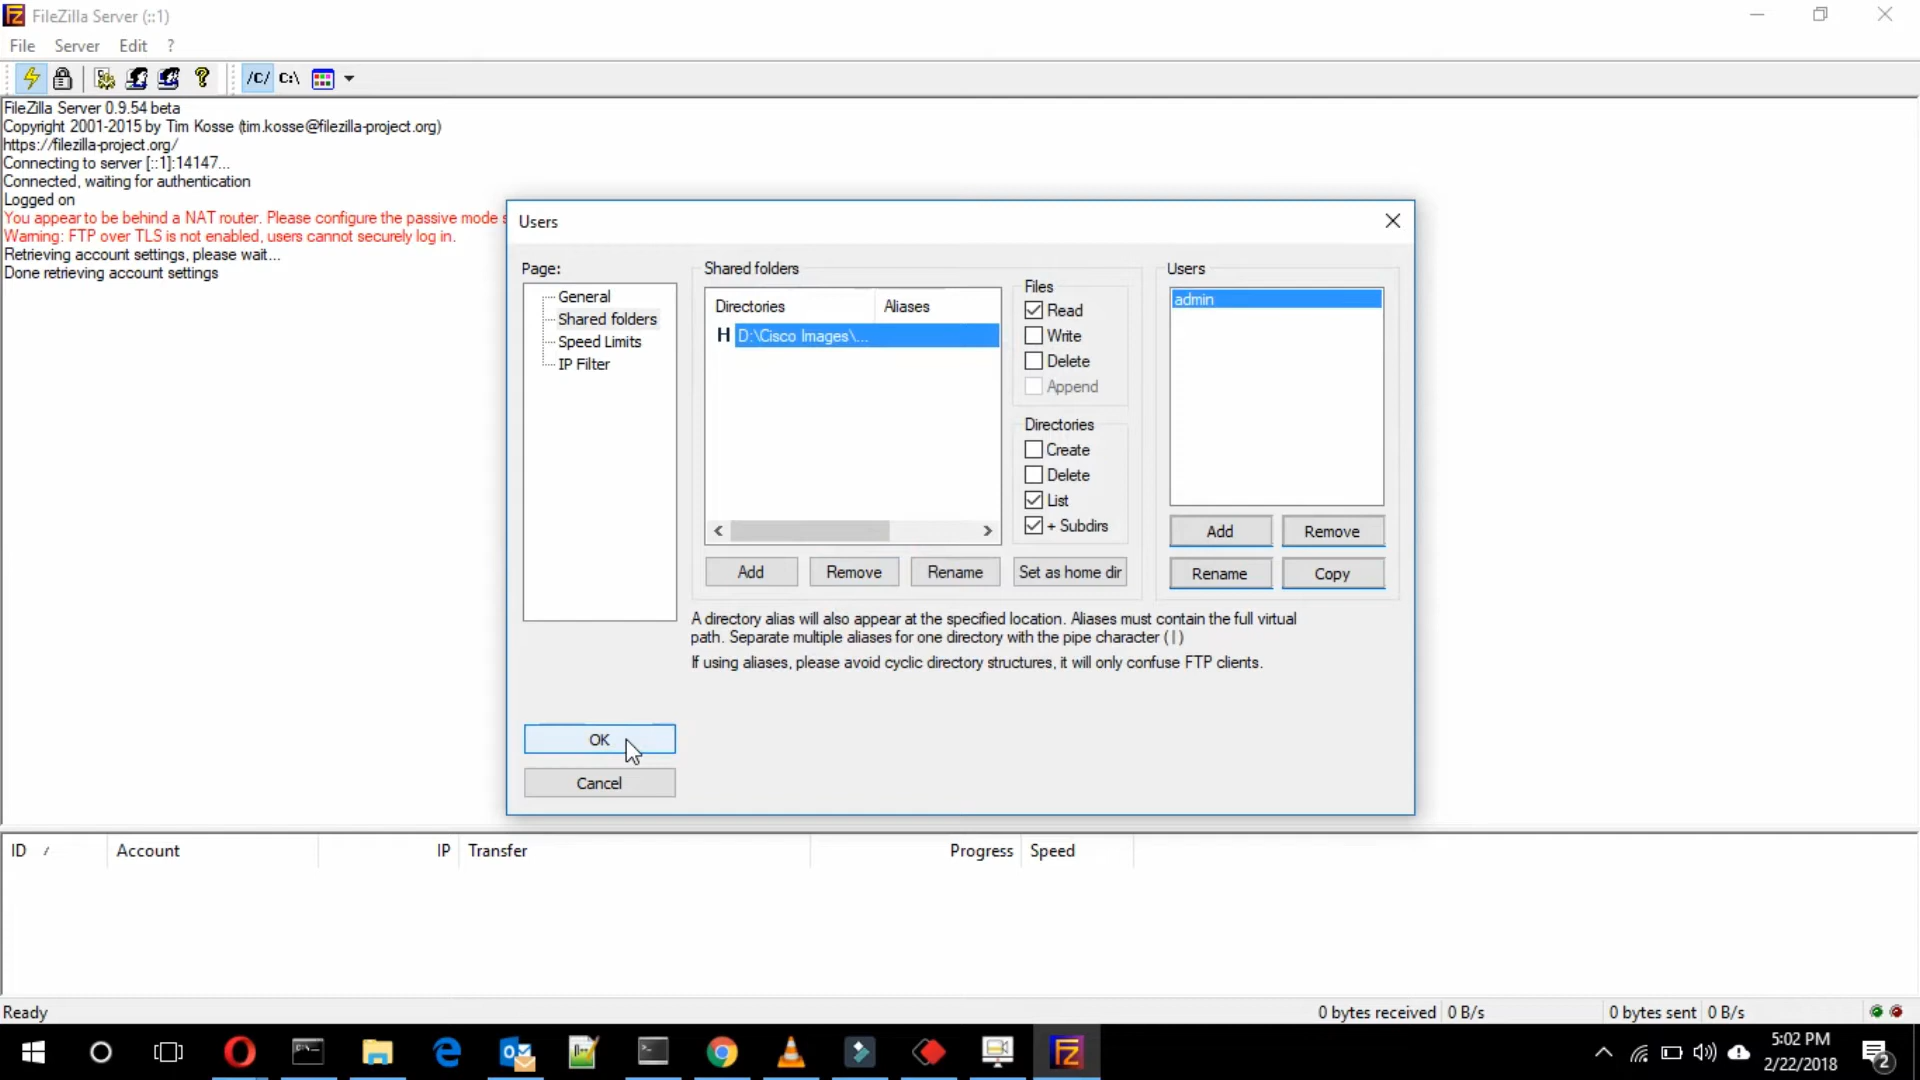 FileZilla Server (::1)
File Server Edit ?
/C/ C:\
FileZilla Server 0.9.54 beta
Copyright 2001-2015 by Tim Kosse (tim.kosse@filezilla-project.org)
https://filezilla-project.org/
Connecting to server [::1]:14147...
Connected, waiting for authentication
Logged on
You appear to be behind a NAT router. Please configure the passive mode s
Warning: FTP over TLS is not enabled, users cannot securely log in.
Retrieving account settings, please wait...
Done retrieving account settings
Users
Page:
General
Shared folders
Speed Limits
IP Filter
Shared folders
Directories Aliases
H D:\Cisco Images\...
Files
Read
Write
Delete
Append
Directories
Create
Delete
List
+ Subdirs
Add Remove Rename Set as home dir
Users
admin
Add Remove
Rename Copy
A directory alias will also appear at the specified location. Aliases must contain the full virtual
path. Separate multiple aliases for one directory with the pipe character (|)
If using aliases, please avoid cyclic directory structures, it will only confuse FTP clients.
OK
Cancel
ID / Account IP Transfer Progress Speed
Ready 0 bytes received 0 B/s 0 bytes sent 0 B/s
5:02 PM
2/22/2018
2